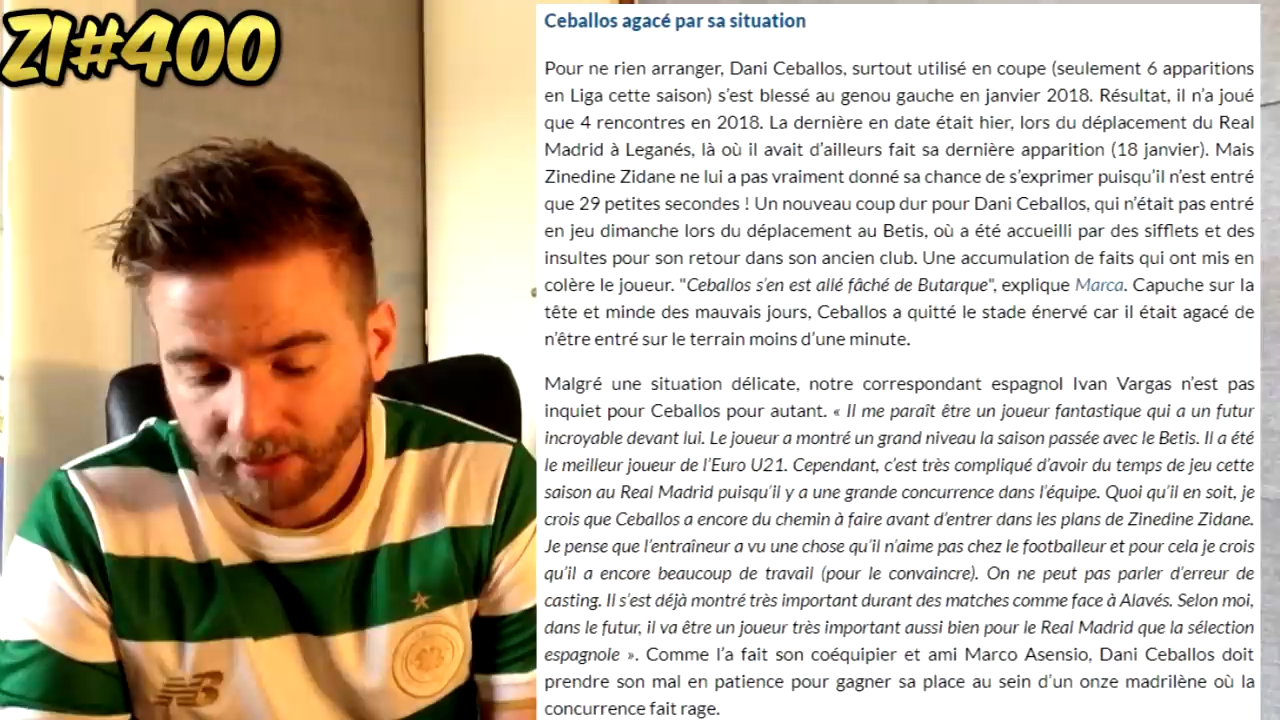 ZI#400
Ceballos agacé par sa situation
Pour ne rien arranger, Dani Ceballos, surtout utilisé en coupe (seulement 6 apparitions
en Liga cette saison) s’est blessé au genou gauche en janvier 2018. Résultat, il n’a joué
que 4 rencontres en 2018. La dernière en date était hier, lors du déplacement du Real
Madrid à Leganés, là où il avait d’ailleurs fait sa dernière apparition (18 janvier). Mais
Zinedine Zidane ne lui a pas vraiment donné sa chance de s’exprimer puisqu’il n’est entré
que 29 petites secondes ! Un nouveau coup dur pour Dani Ceballos, qui n’était pas entré
en jeu dimanche lors du déplacement au Betis, où a été accueilli par des sifflets et des
insultes pour son retour dans son ancien club. Une accumulation de faits qui ont mis en
colère le joueur. "Ceballos s’en est allé fâché de Butarque", explique Marca. Capuche sur la
tête et minde des mauvais jours, Ceballos a quitté le stade énervé car il était agacé de
n’être entré sur le terrain moins d’une minute.
Malgré une situation délicate, notre correspondant espagnol Ivan Vargas n’est pas
inquiet pour Ceballos pour autant. « Il me paraît être un joueur fantastique qui a un futur
incroyable devant lui. Le joueur a montré un grand niveau la saison passée avec le Betis. Il a été
le meilleur joueur de l’Euro U21. Cependant, c’est très compliqué d’avoir du temps de jeu cette
saison au Real Madrid puisqu’il y a une grande concurrence dans l’équipe. Quoi qu’il en soit, je
crois que Ceballos a encore du chemin à faire avant d’entrer dans les plans de Zinedine Zidane.
Je pense que l’entraîneur a vu une chose qu’il n’aime pas chez le footballeur et pour cela je crois
qu’il a encore beaucoup de travail (pour le convaincre). On ne peut pas parler d’erreur de
casting. Il s’est déjà montré très important durant des matches comme face à Alavés. Selon moi,
dans le futur, il va être un joueur très important aussi bien pour le Real Madrid que la sélection
espagnole ». Comme l’a fait son coéquipier et ami Marco Asensio, Dani Ceballos doit
prendre son mal en patience pour gagner sa place au sein d’un onze madrilène où la
concurrence fait rage.